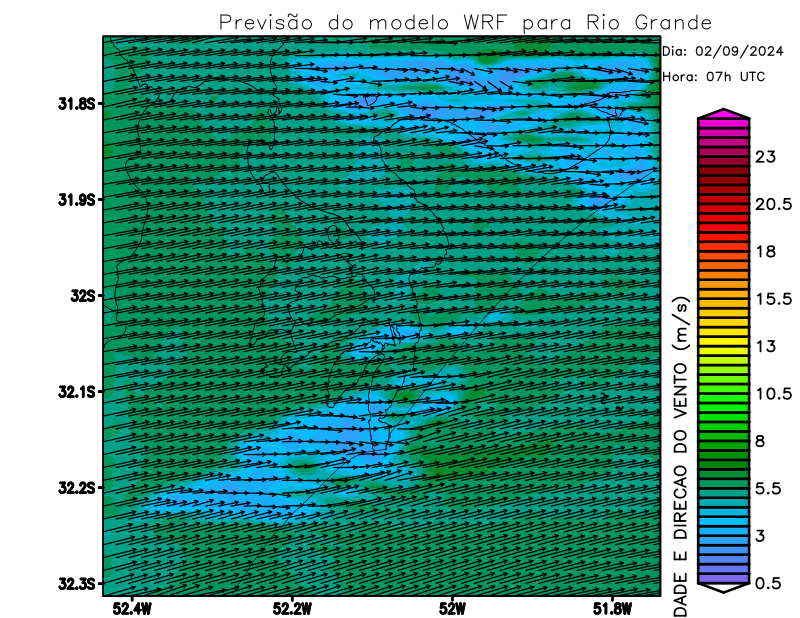 Previsão do modelo WRF para Rio Grande
Dia: 02/09/2024
Hora: 07h UTC
31.8S
31.9S
32S
32.1S
32.2S
32.3S
52.4W
52.2W
52W
51.8W
DADE E DIRECAO DO VENTO (m/s)
23
20.5
18
15.5
13
10.5
8
5.5
3
0.5